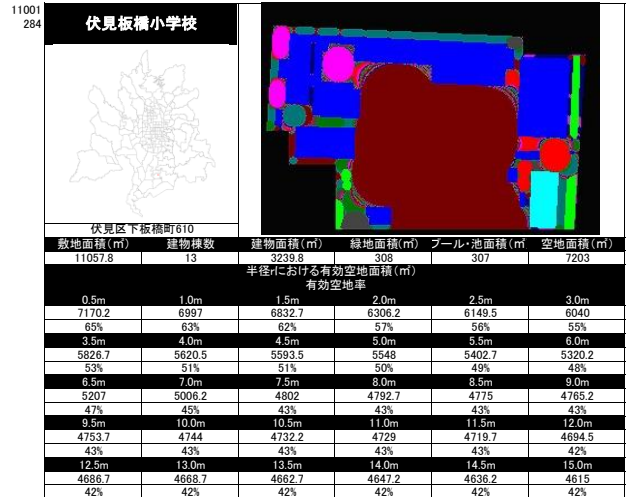 11001
284
伏見板橋小学校
伏見区下板橋町610
敷地面積(㎡) 建物棟数 建物面積(㎡) 緑地面積(㎡) プール・池面積(㎡ 空地面積(㎡)
11057.8 13 3239.8 308 307 7203
半径rにおける有効空地面積(㎡)
有効空地率
0.5m 1.0m 1.5m 2.0m 2.5m 3.0m
7170.2 6997 6832.7 6306.2 6149.5 6040
65% 63% 62% 57% 56% 55%
3.5m 4.0m 4.5m 5.0m 5.5m 6.0m
5826.7 5620.5 5593.5 5548 5402.7 5320.2
53% 51% 51% 50% 49% 48%
6.5m 7.0m 7.5m 8.0m 8.5m 9.0m
5207 5006.2 4802 4792.7 4775 4765.2
47% 45% 43% 43% 43% 43%
9.5m 10.0m 10.5m 11.0m 11.5m 12.0m
4753.7 4744 4732.2 4729 4719.7 4694.5
43% 43% 43% 43% 43% 42%
12.5m 13.0m 13.5m 14.0m 14.5m 15.0m
4686.7 4668.7 4662.7 4647.2 4636.2 4615
42% 42% 42% 42% 42% 42%